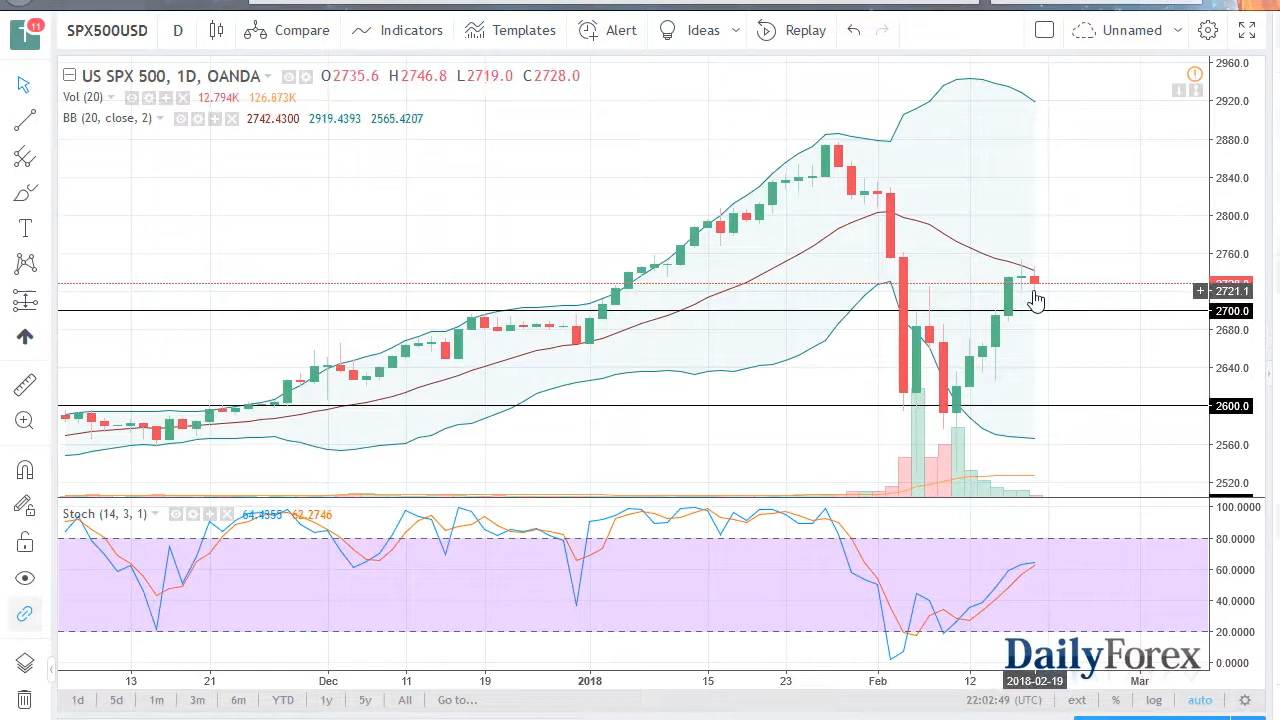 11
SPX500USD D Compare Indicators Templates Alert Ideas Replay Unnamed
US SPX 500, 1D, OANDA O2735.6 H2746.8 L2719.0 C2728.0
Vol (20) 12.794K 126.873K
BB (20, close, 2) 2742.4300 2919.4393 2565.4207
2960.0
2920.0
2880.0
2840.0
2800.0
2760.0
2721.1
2700.0
2680.0
2640.0
2600.0
2560.0
2520.0
Stoch (14, 3, 1) 64.4355 62.2746
100.0000
80.0000
60.0000
40.0000
20.0000
0.0000
DailyForex
13 21 Dec 11 19 2018 15 23 Feb 12 2018-02-19 Mar
1d 5d 1m 3m 6m YTD 1y 5y All Go to... 22:02:49 (UTC) ext % log auto